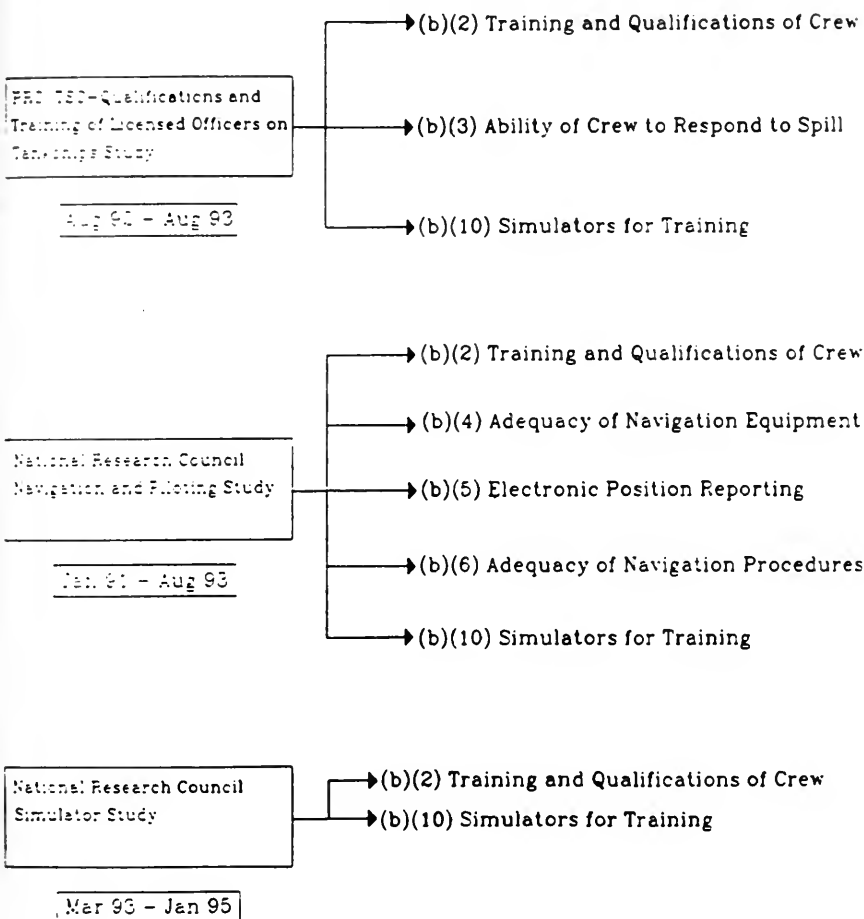 (b)(2) Training and Qualifications of Crew
Qualifications and
Training of Licensed Officers on
Tankships Study
(b)(3) Ability of Crew to Respond to Spill
Aug 93
(b)(10) Simulators for Training
(b)(2) Training and Qualifications of Crew
(b)(4) Adequacy of Navigation Equipment
National Research Council
Navigation and Piloting Study
(b)(5) Electronic Position Reporting
(b)(6) Adequacy of Navigation Procedures
– Aug 93
(b)(10) Simulators for Training
National Research Council
Simulator Study
(b)(2) Training and Qualifications of Crew
(b)(10) Simulators for Training
Mar 93 – Jan 95